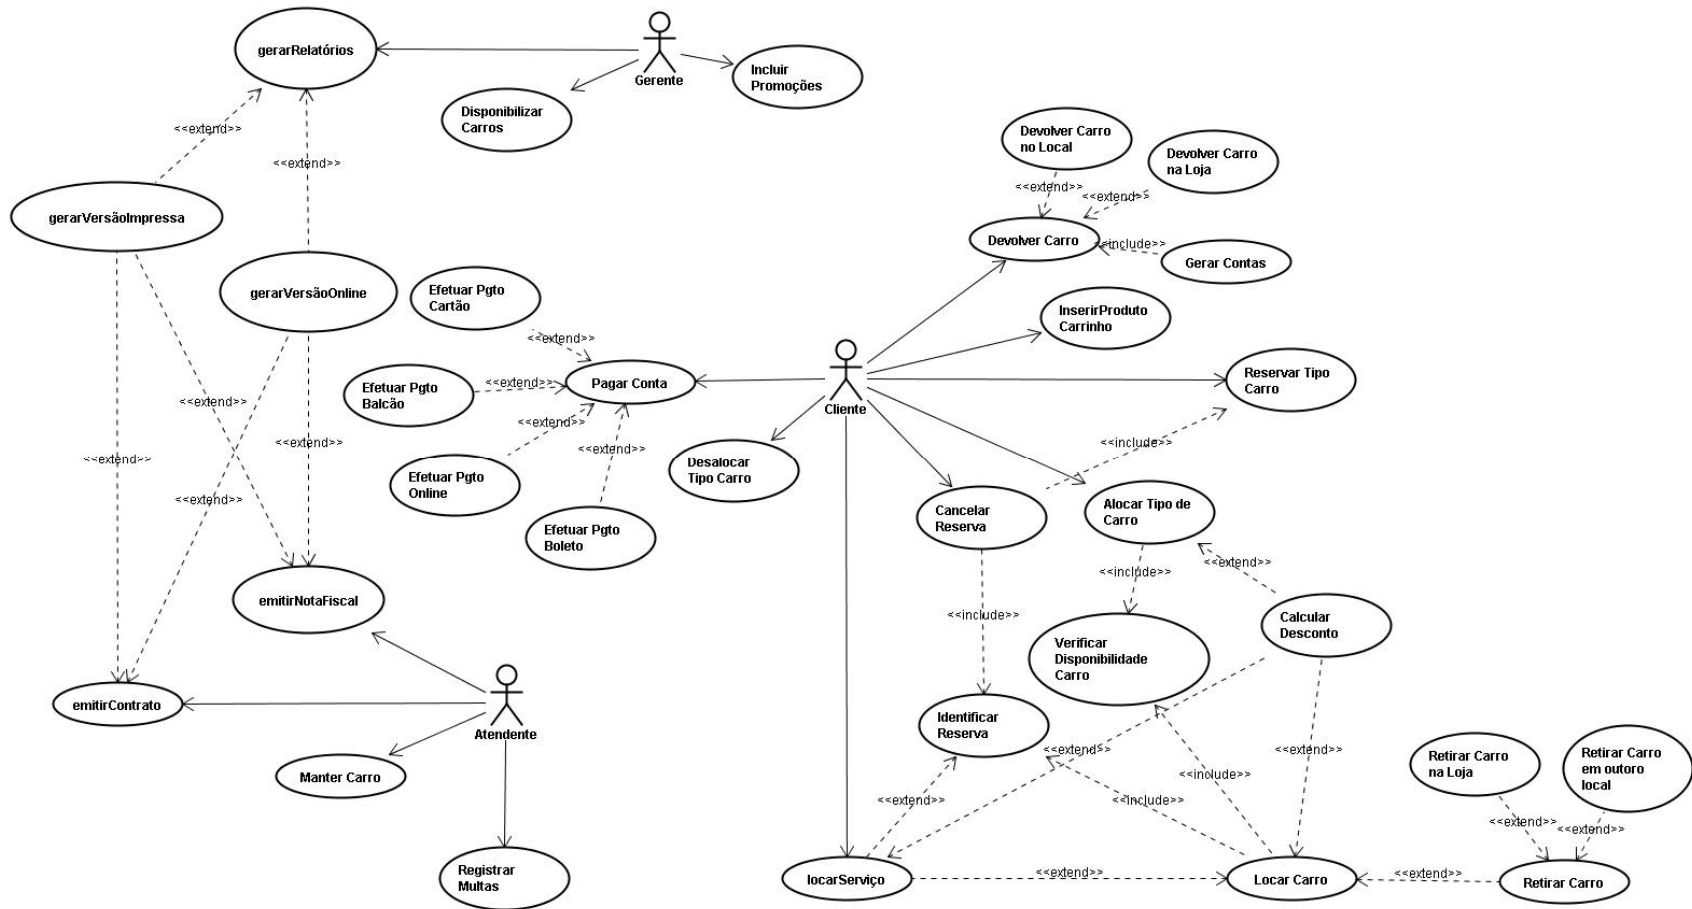 gerarRelatórios
Gerente
Incluir
Promoções
Disponibilizar
Carros
<<extend>>
<<extend>>
gerarVersãoImpressa
gerarVersãoOnline
Devolver Carro
no Local
Devolver Carro
na Loja
<<extend>>
<<extend>>
Devolver Carro
<<include>>
Gerar Contas
Efetuar Pgto
Cartão
<<extend>>
InserirProduto
Carrinho
Efetuar Pgto
Balcão
<<extend>>
Pagar Conta
Cliente
Reservar Tipo
Carro
<<extend>>
<<extend>>
<<extend>>
<<extend>>
<<include>>
<<extend>>
<<extend>>
Efetuar Pgto
Online
Desalocar
Tipo Carro
Efetuar Pgto
Boleto
Cancelar
Reserva
Alocar Tipo de
Carro
<<include>>
<<extend>>
emitirNotaFiscal
<<include>>
Calcular
Desconto
Verificar
Disponibilidade
Carro
emitirContrato
Atendente
Identificar
Reserva
Manter Carro
<<extend>>
<<extend>>
<<include>>
<<extend>>
<<include>>
Retirar Carro
na Loja
Retirar Carro
em outoro
local
<<extend>>
<<extend>>
Registrar
Multas
locarServiço
<<extend>>
Locar Carro
<<extend>>
Retirar Carro